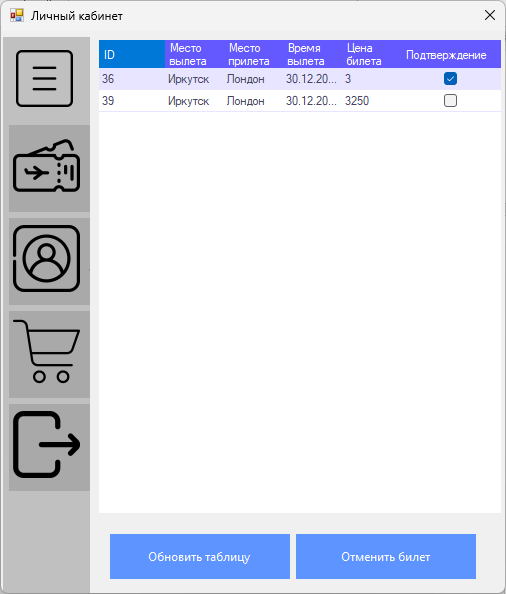 Личный кабинет
ID Место вылета Место прилета Время вылета Цена билета Подтверждение
36 Иркутск Лондон 30.12.20... 3
39 Иркутск Лондон 30.12.20... 3250
Обновить таблицу Отменить билет